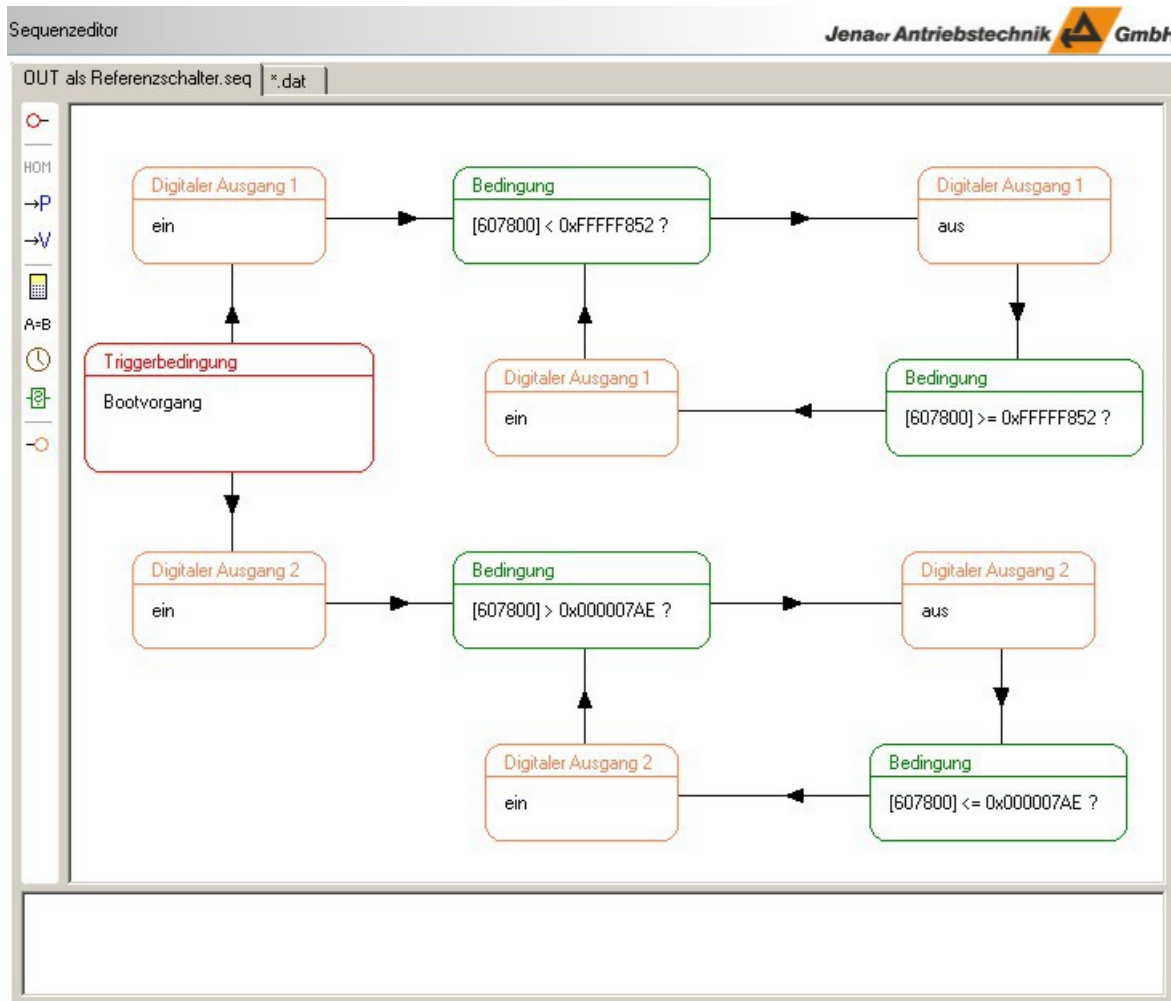 Sequenzeditor
Jenaer Antriebstechnik GmbH
OUT als Referenzschalter.seq
*.dat
HOM
→P
→V
A=B
Digitaler Ausgang 1
ein
Bedingung
[607800] < 0xFFFFF852 ?
Digitaler Ausgang 1
aus
Triggerbedingung
Bootvorgang
Digitaler Ausgang 1
ein
Bedingung
[607800] >= 0xFFFFF852 ?
Digitaler Ausgang 2
ein
Bedingung
[607800] > 0x000007AE ?
Digitaler Ausgang 2
aus
Digitaler Ausgang 2
ein
Bedingung
[607800] <= 0x000007AE ?